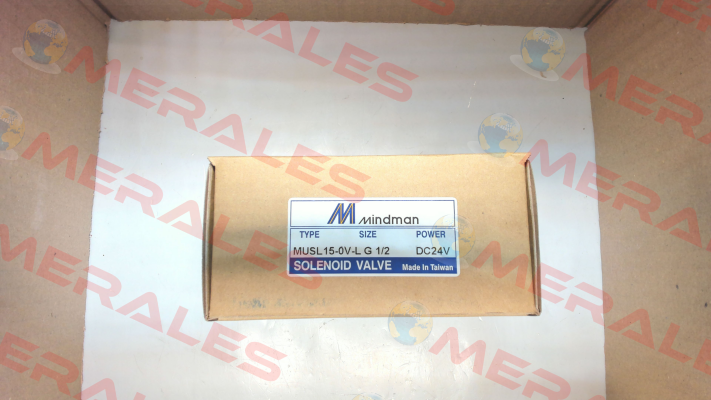 Mindman
TYPE SIZE POWER
MUSL15-0V-L G 1/2 DC24V
SOLENOID VALVE Made In Taiwan
MERALES
MERALES
MERALES
MERALES
MERALES
MERALES